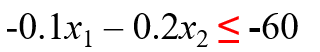 -0.1x₁ – 0.2x₂ ≤ -60